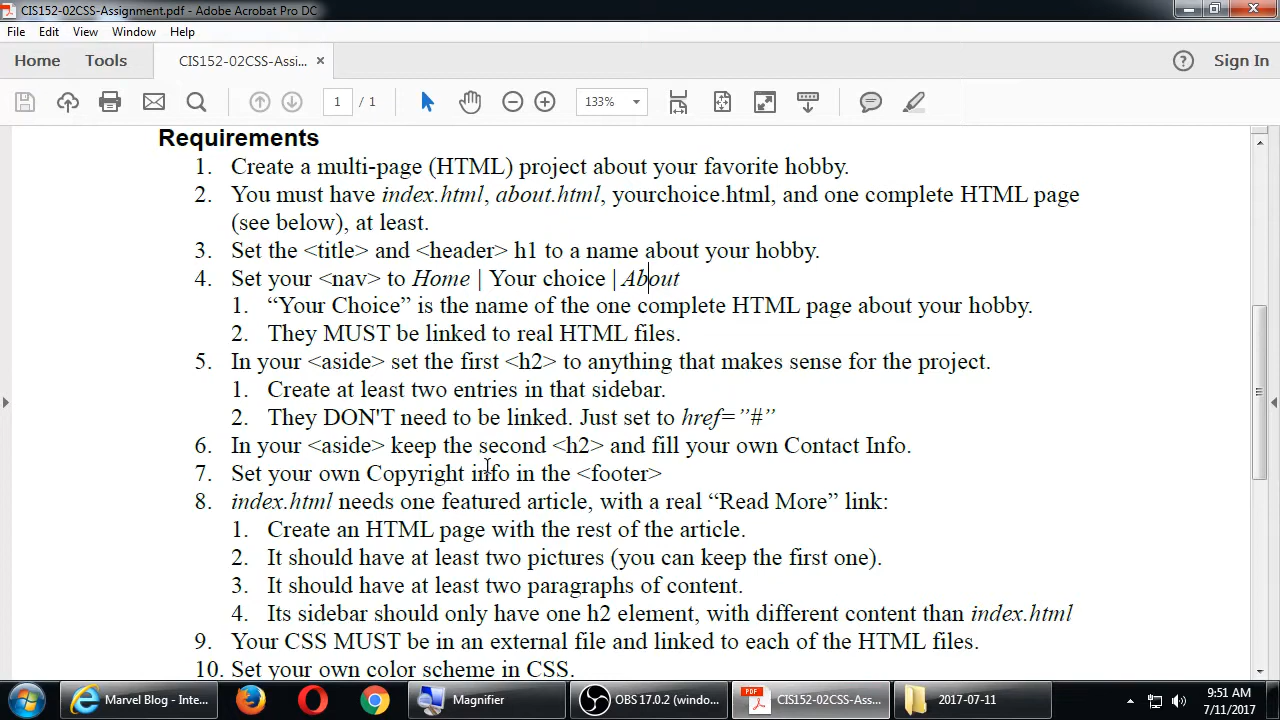 CIS152-02CSS-Assignment.pdf - Adobe Acrobat Pro DC
File Edit View Window Help
Home Tools CIS152-02CSS-Assi... × Sign In
1 / 1 133%
Requirements
1. Create a multi-page (HTML) project about your favorite hobby.
2. You must have index.html, about.html, yourchoice.html, and one complete HTML page
(see below), at least.
3. Set the <title> and <header> h1 to a name about your hobby.
4. Set your <nav> to Home | Your choice | About
1. “Your Choice” is the name of the one complete HTML page about your hobby.
2. They MUST be linked to real HTML files.
5. In your <aside> set the first <h2> to anything that makes sense for the project.
1. Create at least two entries in that sidebar.
2. They DON'T need to be linked. Just set to href=”#”
6. In your <aside> keep the second <h2> and fill your own Contact Info.
7. Set your own Copyright info in the <footer>
8. index.html needs one featured article, with a real “Read More” link:
1. Create an HTML page with the rest of the article.
2. It should have at least two pictures (you can keep the first one).
3. It should have at least two paragraphs of content.
4. Its sidebar should only have one h2 element, with different content than index.html
9. Your CSS MUST be in an external file and linked to each of the HTML files.
10. Set your own color scheme in CSS.
Marvel Blog - Inte... Magnifier OBS 17.0.2 (windo... CIS152-02CSS-Ass... 2017-07-11 9:51 AM
7/11/2017